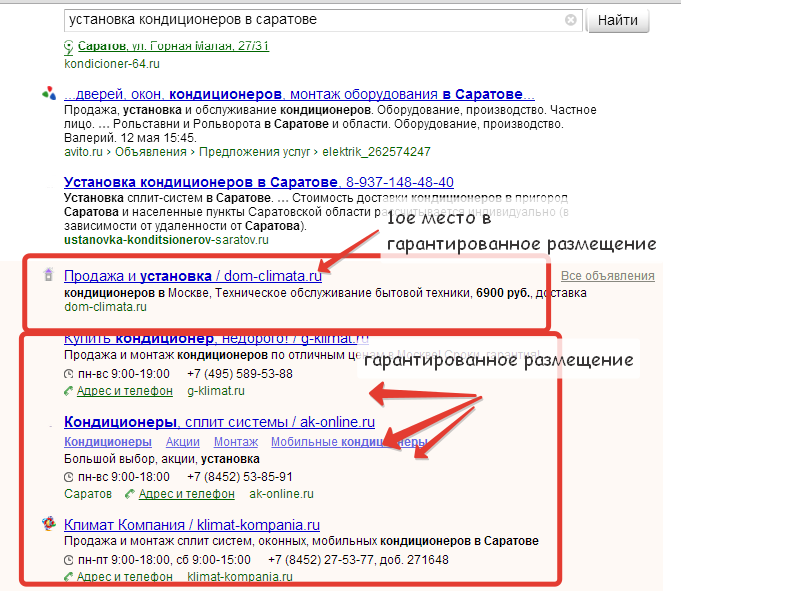 установка кондиционеров в саратове
Найти
Саратов, ул. Горная Малая, 27/31
kondicioner-64.ru
...дверей, окон, кондиционеров, монтаж оборудования в Саратове...
Продажа, установка и обслуживание кондиционеров. Оборудование, производство. Частное
лицо. ... Рольставни и Рольворота в Саратове и области. Оборудование, производство.
Валерий. 12 мая 15:45.
avito.ru › Объявления › Предложения услуг › elektrik_262574247
Установка кондиционеров в Саратове, 8-937-148-48-40
Установка сплит-систем в Саратове. ... Стоимость доставки кондиционеров в пригород
Саратова и населенные пункты Саратовской области рассчитывается индивидуально (в
зависимости от удаленности от Саратова).
ustanovka-konditsionerov-saratov.ru
1ое место в
гарантированное размещение
Продажа и установка / dom-climata.ru
Все объявления
кондиционеров в Москве, Техническое обслуживание бытовой техники, 6900 руб., доставка
dom-climata.ru
Купить кондиционер, недорого! / g-klimat.ru
Продажа и монтаж кондиционеров по отличным ценам в Москве! Сроки, гарантия!
гарантированное размещение
пн-вс 9:00-19:00 +7 (495) 589-53-88
Адрес и телефон g-klimat.ru
Кондиционеры, сплит системы / ak-online.ru
Кондиционеры Акции Монтаж Мобильные кондиционеры
Большой выбор, акции, установка
пн-вс 9:00-18:00 +7 (8452) 53-85-91
Саратов Адрес и телефон ak-online.ru
Климат Компания / klimat-kompania.ru
Продажа и монтаж сплит систем, оконных, мобильных кондиционеров в Саратове
пн-пт 9:00-18:00, сб 9:00-15:00 +7 (8452) 27-53-77, доб. 271648
Адрес и телефон klimat-kompania.ru